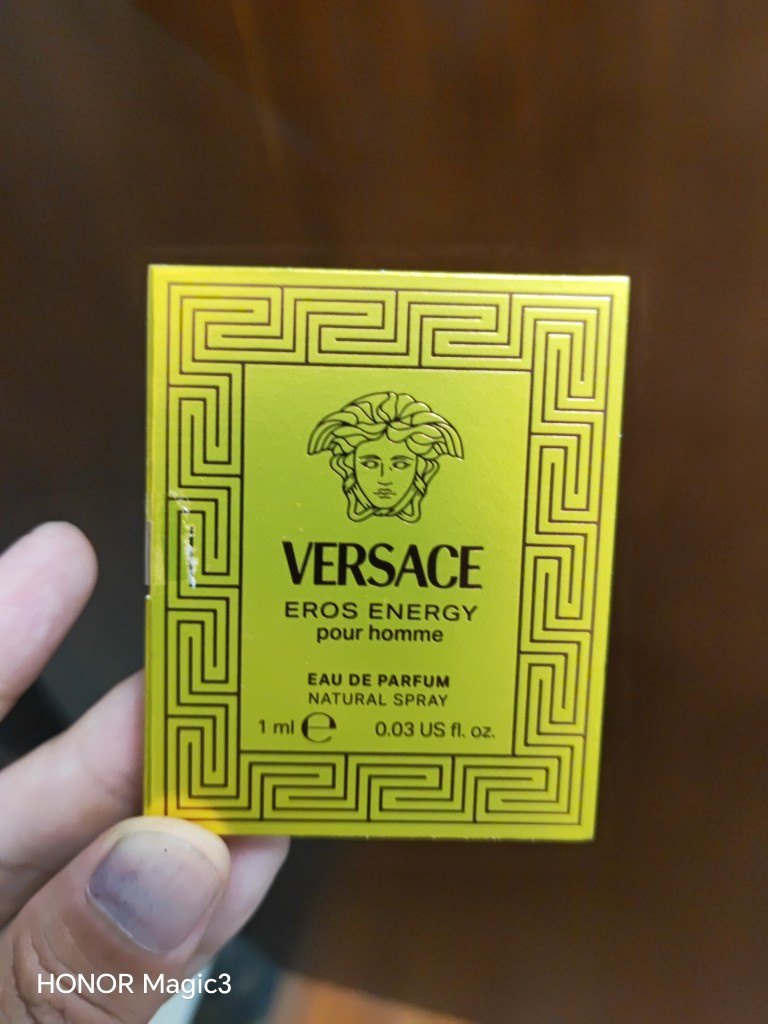 VERSACE
EROS ENERGY
pour homme
EAU DE PARFUM
NATURAL SPRAY
1 ml ℮ 0.03 US fl. oz.
HONOR Magic3